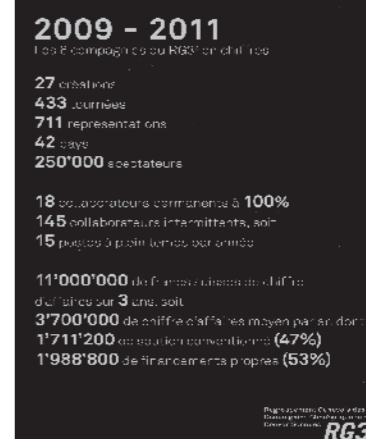 2009 – 2011
Les 8 compagnies du RG3 en chiffres
27 créations
433 tournées
711 représentations
42 pays
250'000 spectateurs
18 collaborateurs permanents à 100%
145 collaborateurs intermittents, soit
15 postes à plein temps par année
11'000'000 de francs suisses de chiffre
d'affaires sur 3 ans, soit
3'700'000 de chiffre d'affaires moyen par an, dont
1'711'200 de soutien conventionné (47%)
1'988'800 de financements propres (53%)
RG3